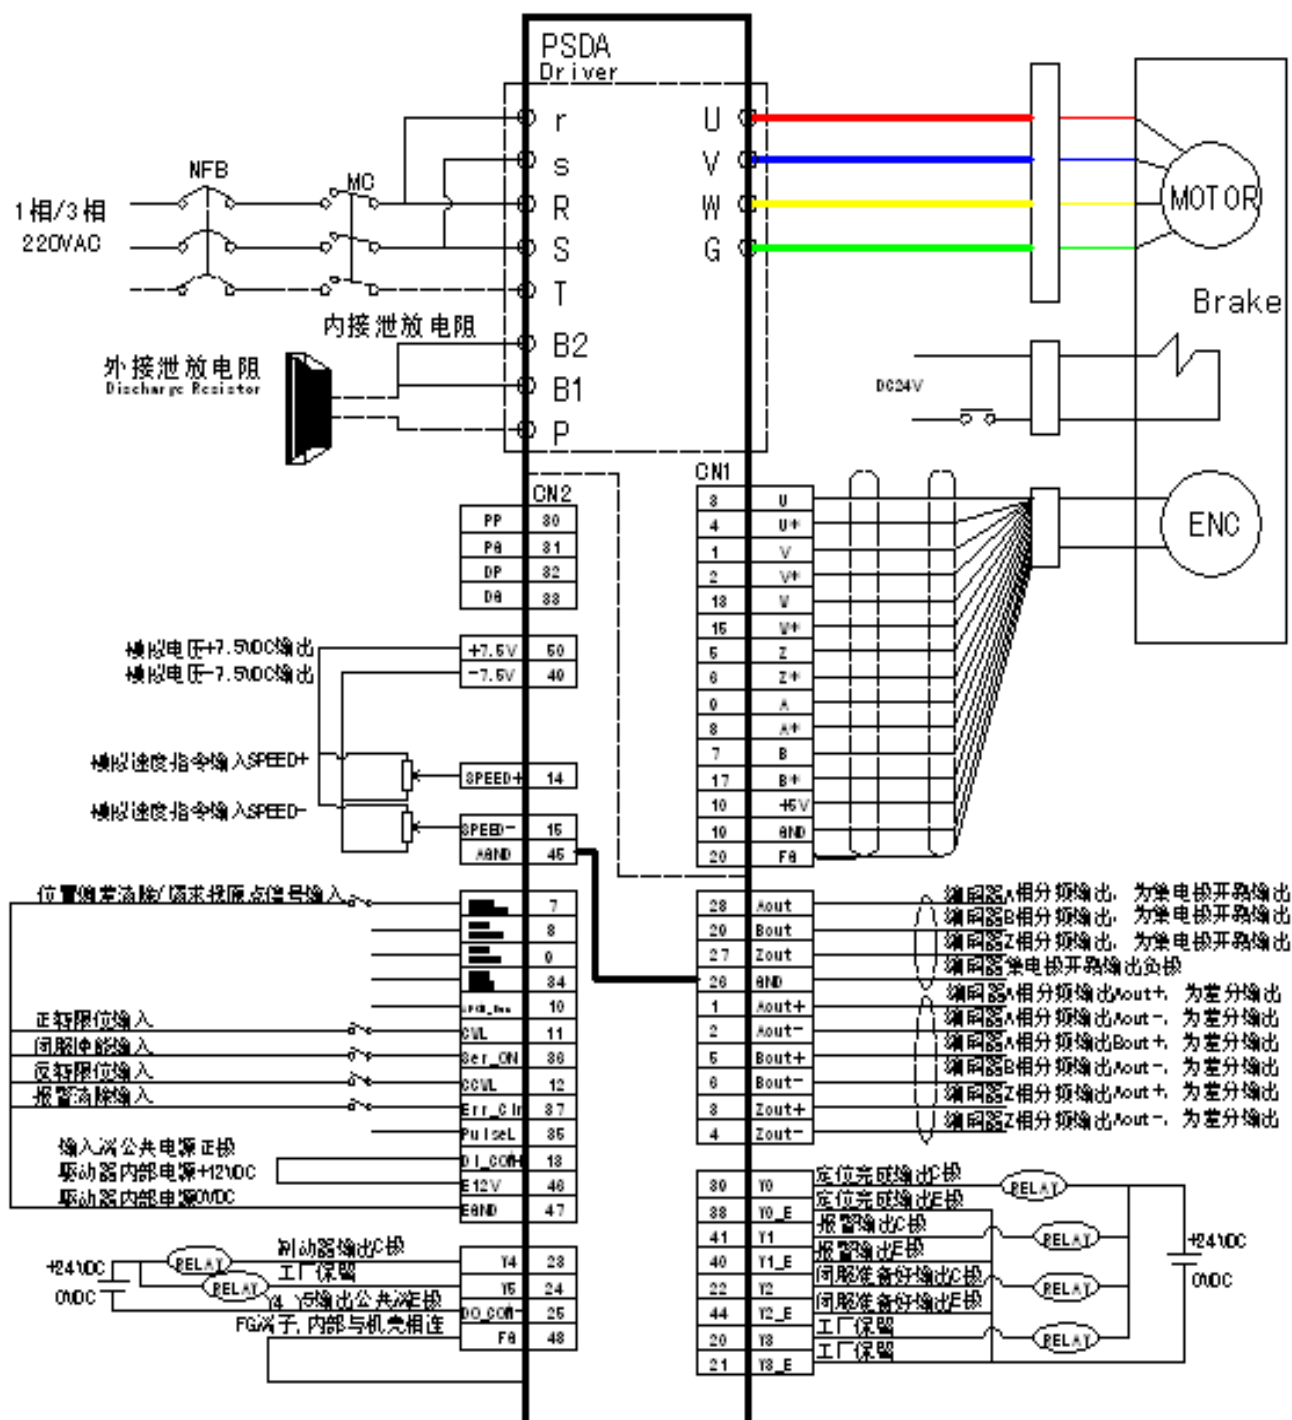 PSDA
Driver
r
s
R
S
T
B2
B1
P
U
V
W
G
NFB
MC
1相/3相
220VAC
内接泄放电阻
外接泄放电阻
Discharge Resistor
MOTOR
Brake
DC24V
ENC
CN2
PP 30
31
DP 32
33
模拟电压+7.5VDC输出
+7.5V 50
模拟电压-7.5VDC输出
-7.5V 40
模拟速度指令输入SPEED+
SPEED+ 14
模拟速度指令输入SPEED-
SPEED- 15
AGND 45
位置偏差清除/请求找原点信号输入
7
8
34
10
正转限位输入
CWL 11
伺服使能输入
Ser_ON 36
反转限位输入
CCWL 12
报警清除输入
Err_Clr 37
PulseL 35
输入端公共电源正极
DI_COM+
驱动器内部电源+12VDC
E12V 46
驱动器内部电源0VDC
EGND 47
制动器输出C极
Y4 23
工厂保留
Y5 24
RELAY
RELAY
+24VDC
0VDC
Y4 Y5输出公共端E极
DO_COM- 25
FG端子,内部与机壳相连
FG 48
CN1
U
4 U*
1 V
2 V*
W
15 W*
5 Z
6 Z*
A
A*
7 B
17 B*
+5V
GND
20 FG
28 Aout
编码器A相分频输出, 为集电极开路输出
Bout
编码器B相分频输出, 为集电极开路输出
27 Zout
编码器Z相分频输出, 为集电极开路输出
26 GND
编码器集电极开路输出负极
1 Aout+
编码器A相分频输出Aout+, 为差分输出
2 Aout-
编码器A相分频输出Aout-, 为差分输出
5 Bout+
编码器A相分频输出Bout+, 为差分输出
6 Bout-
编码器B相分频输出Aout-, 为差分输出
3 Zout+
编码器Z相分频输出Aout+, 为差分输出
4 Zout-
编码器Z相分频输出Aout-, 为差分输出
Y0
定位完成输出C极
RELAY
Y0_E
定位完成输出E极
41 Y1
报警输出C极
RELAY
Y1_E
报警输出E极
22 Y2
伺服准备好输出C极
RELAY
44 Y2_E
伺服准备好输出E极
20 Y3
工厂保留
RELAY
21 Y3_E
工厂保留
+24VDC
0VDC